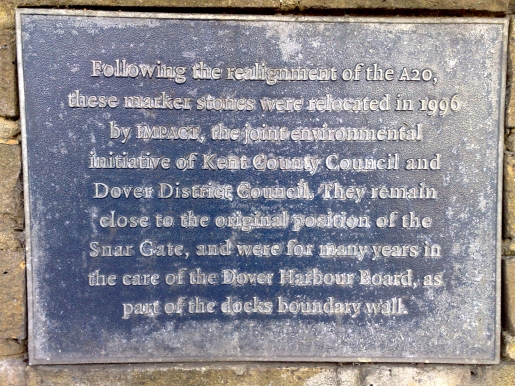 Following the realignment of the A20,
these marker stones were relocated in 1996
by IMPACT, the joint environmental
initiative of Kent County Council and
Dover District Council. They remain
close to the original position of the
Snar Gate, and were for many years in
the care of the Dover Harbour Board, as
part of the docks boundary wall.